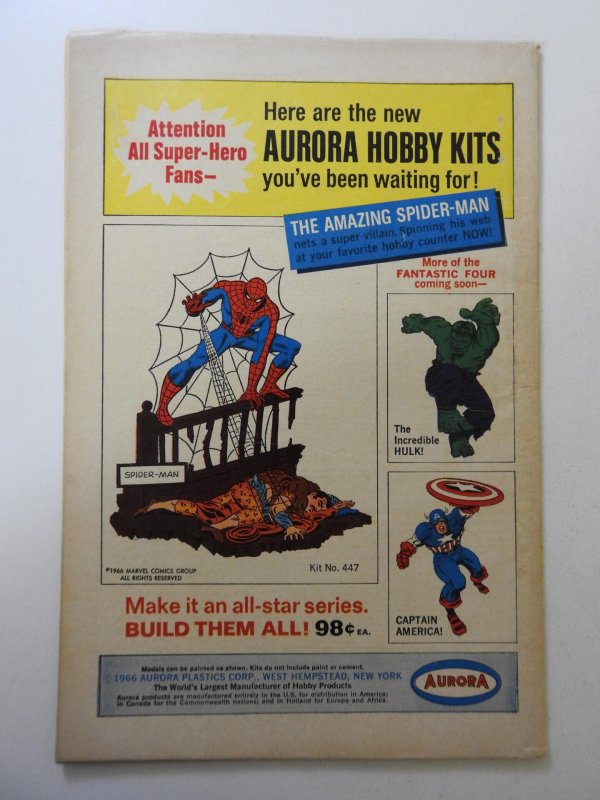 Attention
All Super-Hero
Fans—
Here are the new
AURORA HOBBY KITS
you've been waiting for!
THE AMAZING SPIDER-MAN
nets a super-villain. Spinning his web
at your favorite hobby counter NOW!
More of the
FANTASTIC FOUR
coming soon—
The
Incredible
HULK!
SPIDER-MAN
©1966 MARVEL COMICS GROUP
ALL RIGHTS RESERVED
Kit No. 447
CAPTAIN
AMERICA!
Make it an all-star series.
BUILD THEM ALL! 98¢ EA.
Models can be painted as shown. Kits do not include paint or cement.
©1966 AURORA PLASTICS CORP., WEST HEMPSTEAD, NEW YORK
The World's Largest Manufacturer of Hobby Products
Aurora products are manufactured entirely in the U.S. for distribution in America;
in Canada for the Commonwealth nations; and in Holland for Europe and Africa.
AURORA